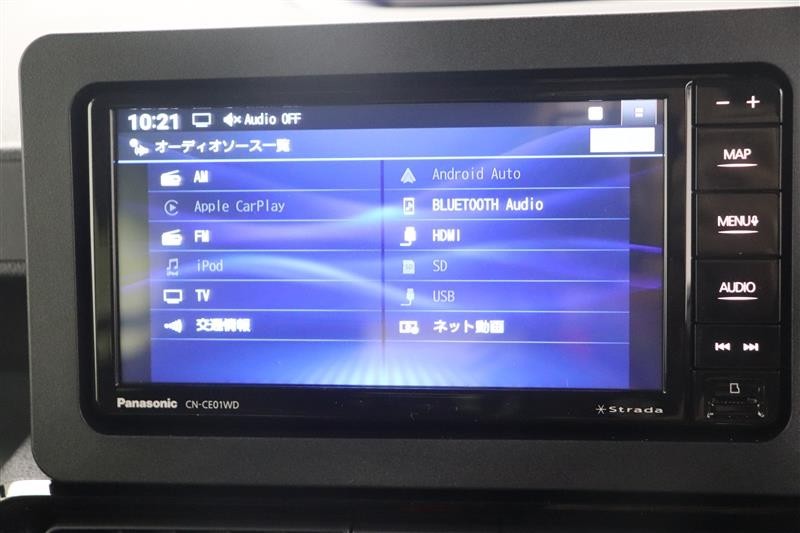 10:21 Audio OFF
オーディオソース一覧
AM
Android Auto
Apple CarPlay
BLUETOOTH Audio
FM
HDMI
iPod
SD
TV
USB
交通情報
ネット動画
− +
MAP
MENU
AUDIO
Panasonic CN-CE01WD
Strada